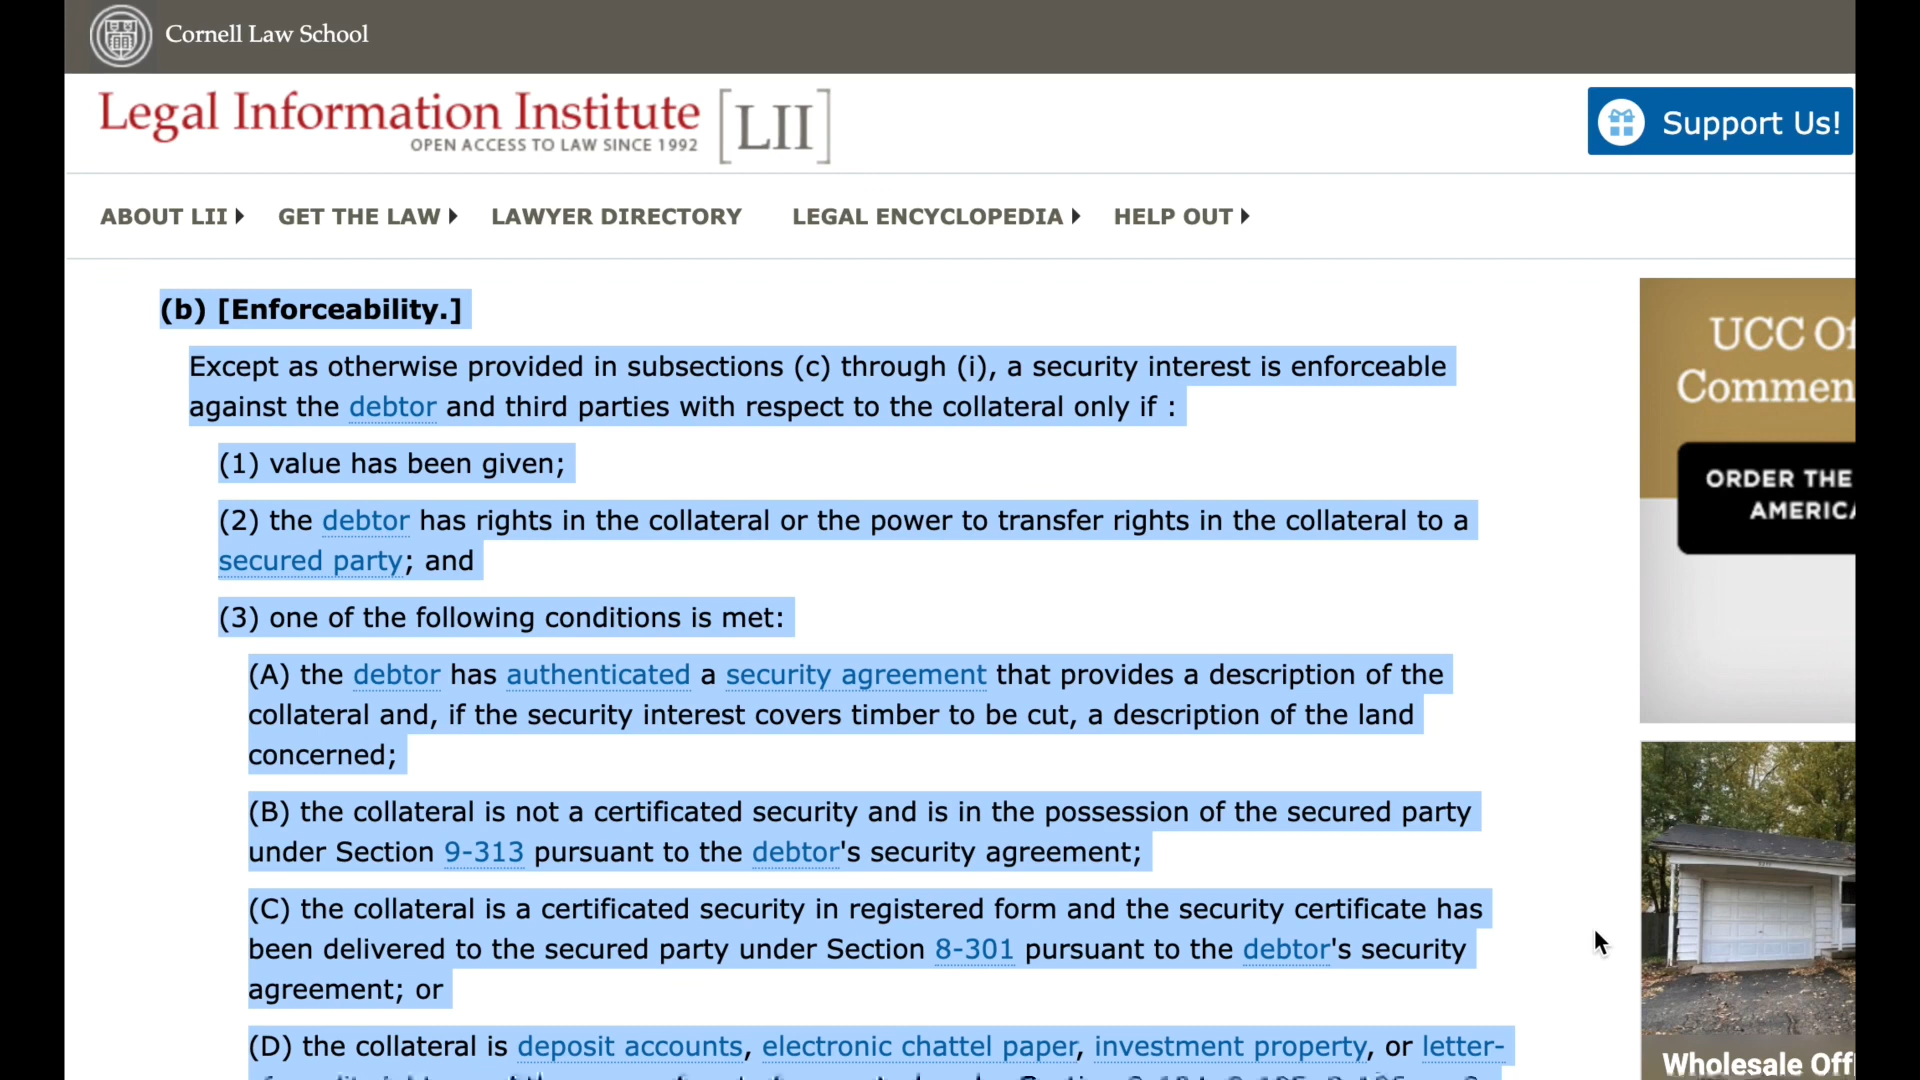 Cornell Law School
Legal Information Institute [LII]
OPEN ACCESS TO LAW SINCE 1992
Support Us!
ABOUT LII GET THE LAW LAWYER DIRECTORY LEGAL ENCYCLOPEDIA HELP OUT
(b) [Enforceability.]
Except as otherwise provided in subsections (c) through (i), a security interest is enforceable
against the debtor and third parties with respect to the collateral only if :
(1) value has been given;
(2) the debtor has rights in the collateral or the power to transfer rights in the collateral to a
secured party; and
(3) one of the following conditions is met:
(A) the debtor has authenticated a security agreement that provides a description of the
collateral and, if the security interest covers timber to be cut, a description of the land
concerned;
(B) the collateral is not a certificated security and is in the possession of the secured party
under Section 9-313 pursuant to the debtor's security agreement;
(C) the collateral is a certificated security in registered form and the security certificate has
been delivered to the secured party under Section 8-301 pursuant to the debtor's security
agreement; or
(D) the collateral is deposit accounts, electronic chattel paper, investment property, or letter-
UCC
ORDER THE
Wholesale